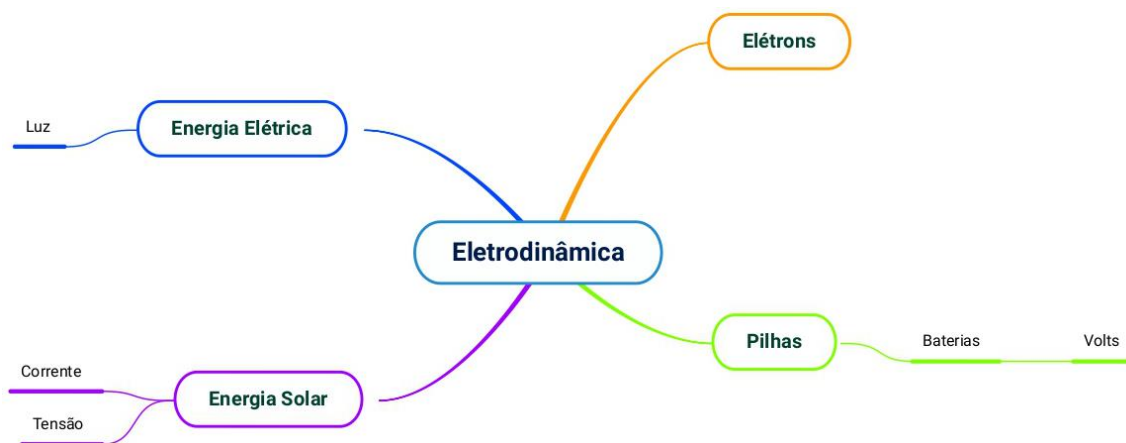 Elétrons
Luz
Energia Elétrica
Eletrodinâmica
Pilhas
Baterias
Volts
Corrente
Energia Solar
Tensão